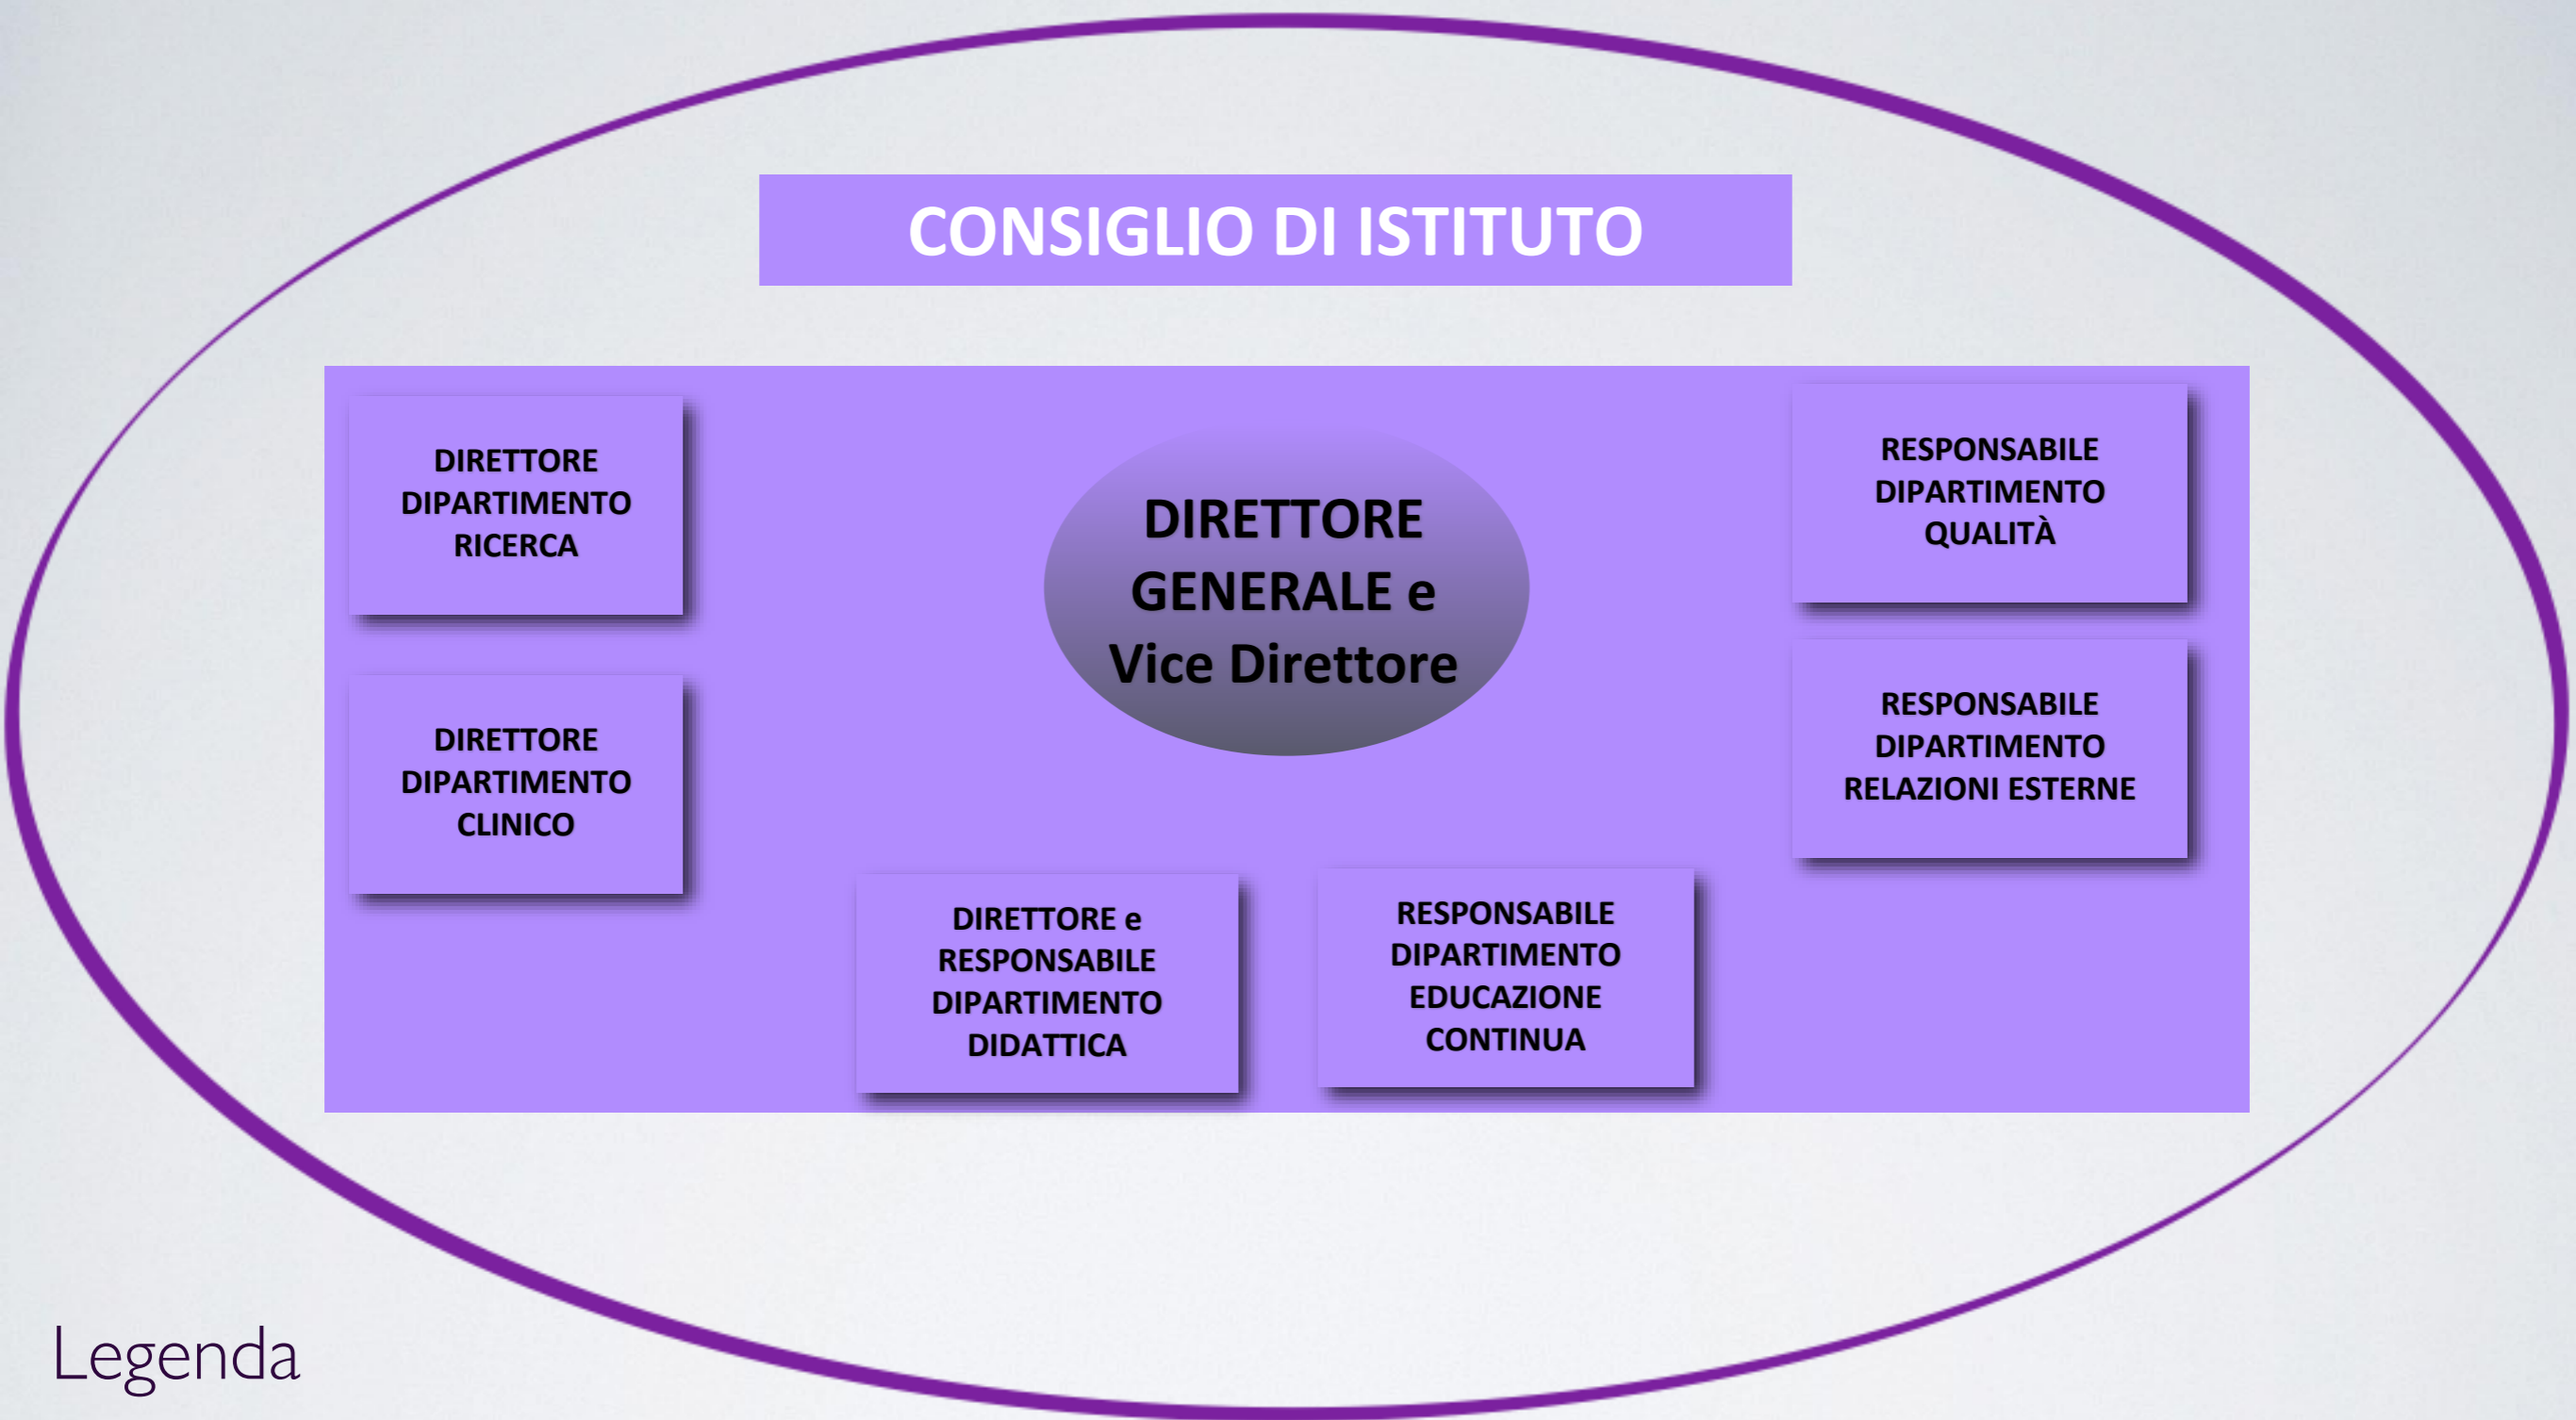 CONSIGLIO DI ISTITUTO
DIRETTORE
DIPARTIMENTO
RICERCA
DIRETTORE
GENERALE e
Vice Direttore
RESPONSABILE
DIPARTIMENTO
QUALITÀ
DIRETTORE
DIPARTIMENTO
CLINICO
RESPONSABILE
DIPARTIMENTO
RELAZIONI ESTERNE
DIRETTORE e
RESPONSABILE
DIPARTIMENTO
DIDATTICA
RESPONSABILE
DIPARTIMENTO
EDUCAZIONE
CONTINUA
Legenda